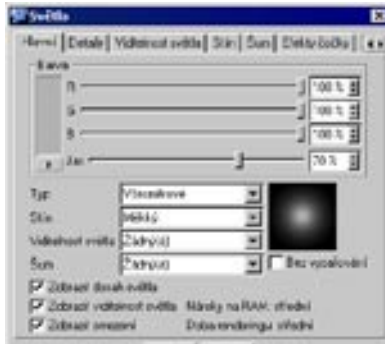 Světla
Hlavní Detaily Viditelnost světla Stín Šum Efekty čočky
Barva
R 100 %
G 100 %
B 100 %
Jas 70 %
Typ Všesměrové
Stín Měkký
Viditelnost světla Žádný(á)
Šum Žádný(á) Bez vyzařování
Zobrazit dosah světla
Zobrazit viditelnost světla Nároky na RAM: střední
Zobrazit omezení Doba renderingu: střední